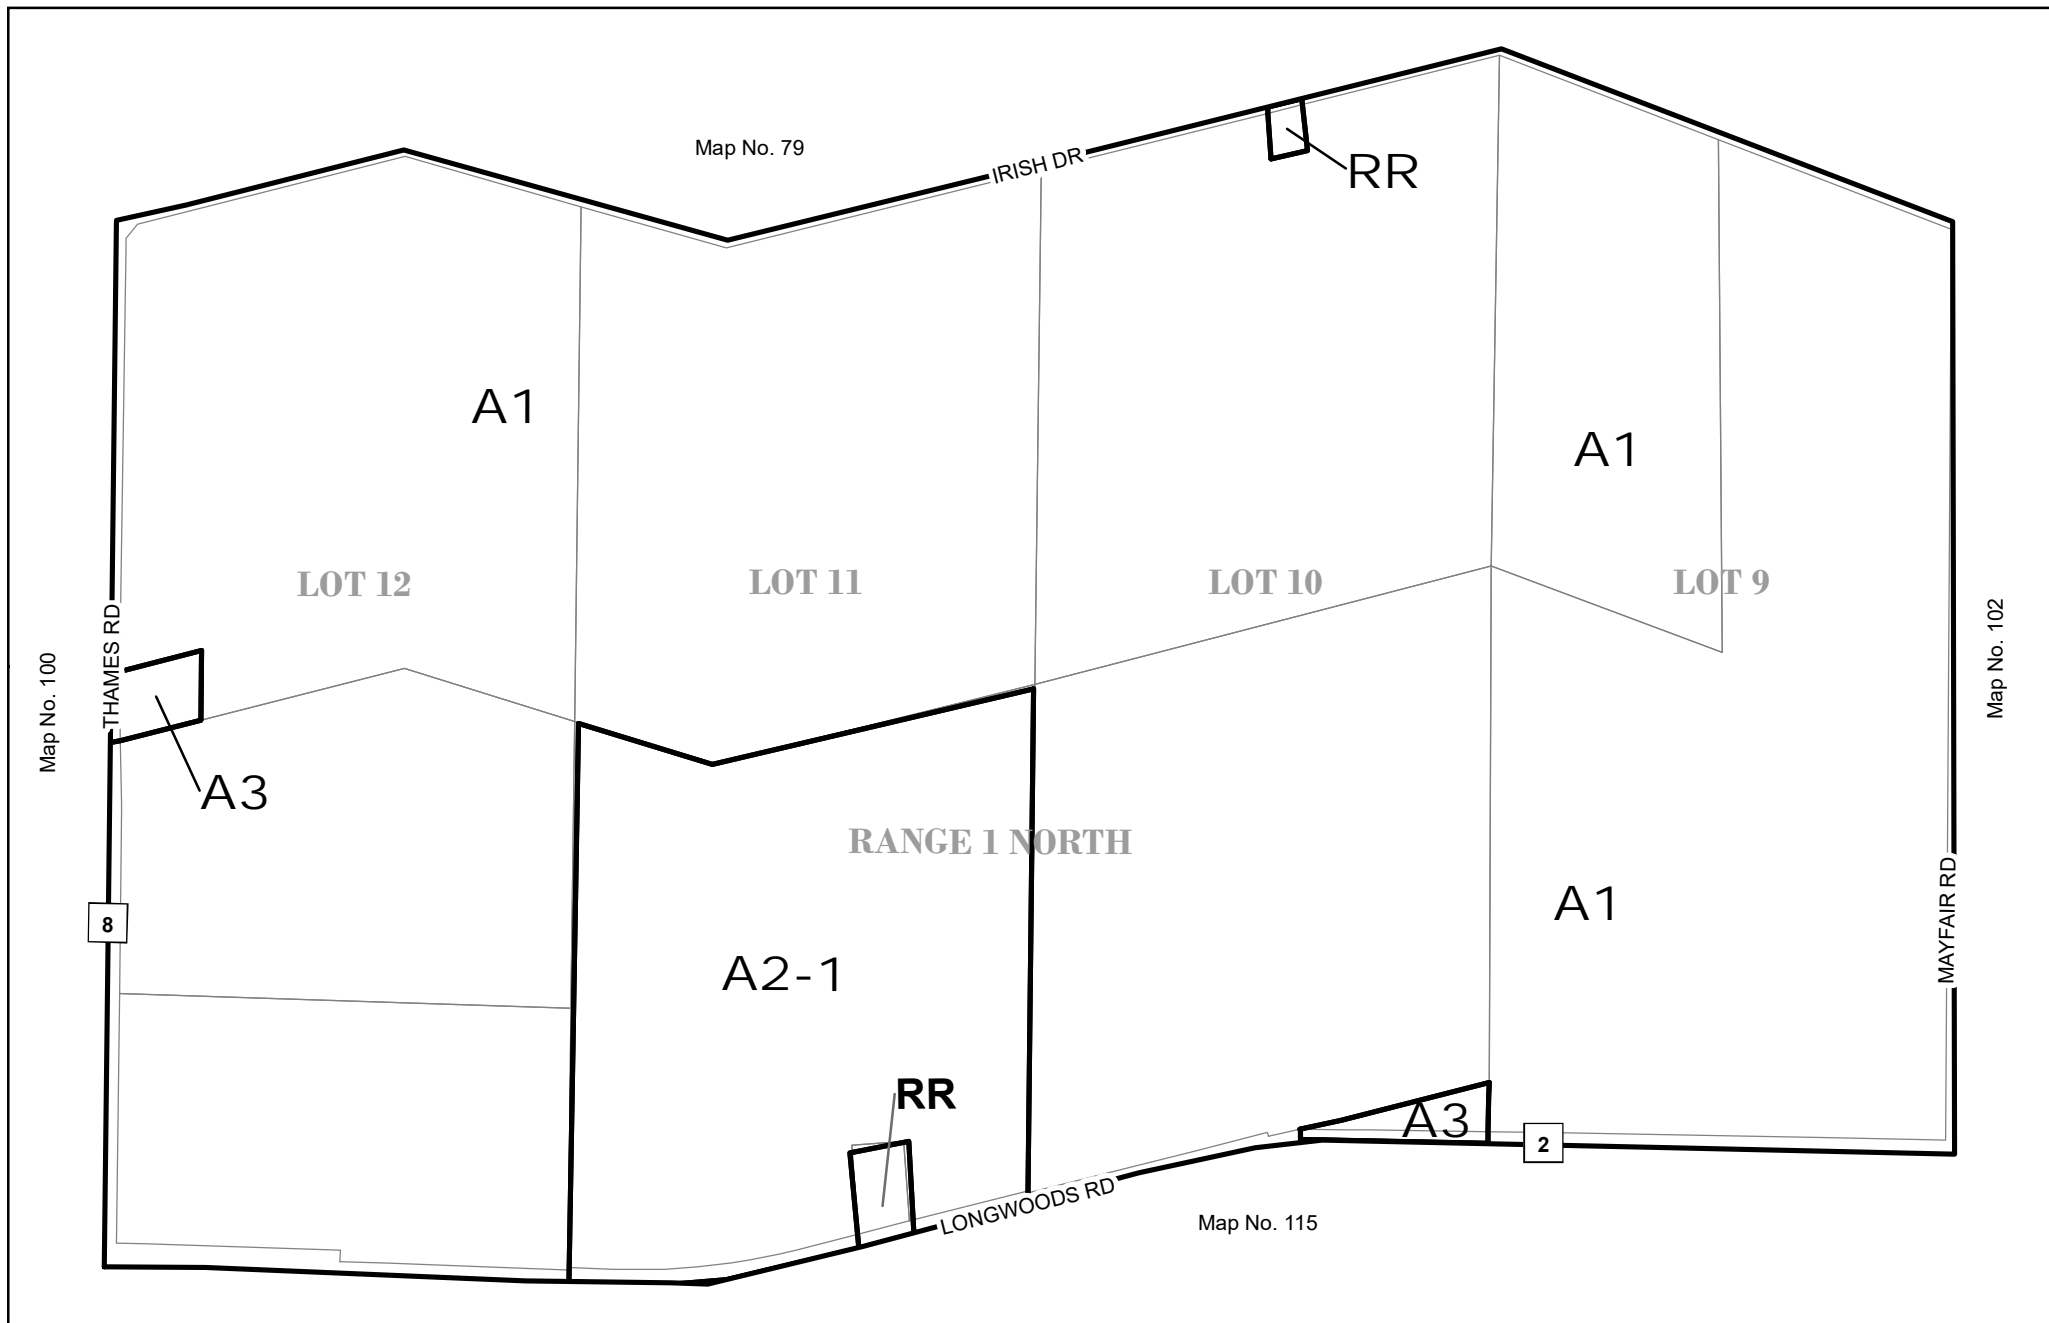 Map No. 79
IRISH DR
RR
A1
A1
LOT 12
LOT 11
LOT 10
LOT 9
THAMES RD
Map No. 100
Map No. 102
A3
RANGE 1 NORTH
A1
MAYFAIR RD
8
A2-1
RR
A3
2
LONGWOODS RD
Map No. 115